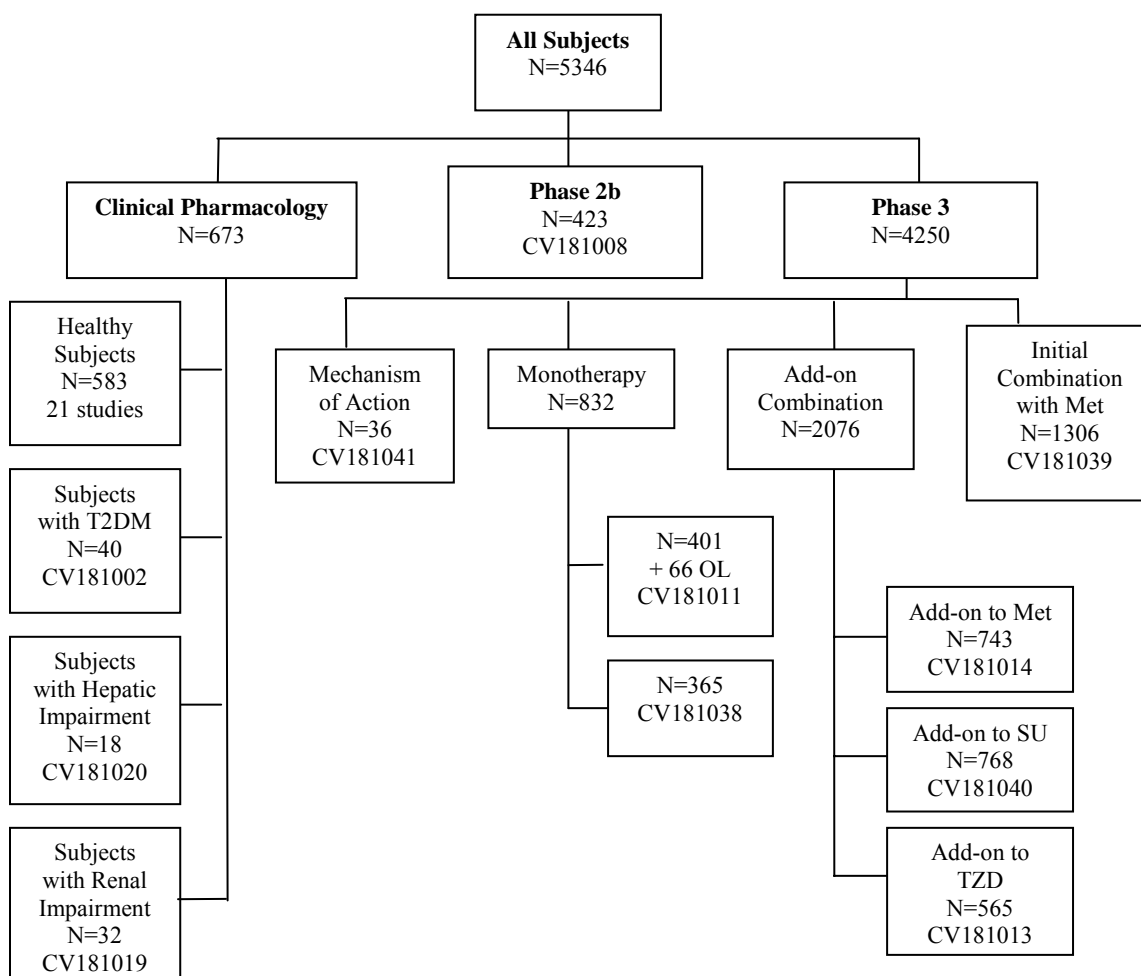 All Subjects
N=5346
Clinical Pharmacology
N=673
Phase 2b
N=423
CV181008
Phase 3
N=4250
Healthy
Subjects
N=583
21 studies
Subjects
with T2DM
N=40
CV181002
Subjects
with Hepatic
Impairment
N=18
CV181020
Subjects
with Renal
Impairment
N=32
CV181019
Mechanism
of Action
N=36
CV181041
Monotherapy
N=832
N=401
+ 66 OL
CV181011
N=365
CV181038
Add-on
Combination
N=2076
Add-on to Met
N=743
CV181014
Add-on to SU
N=768
CV181040
Add-on to
TZD
N=565
CV181013
Initial
Combination
with Met
N=1306
CV181039